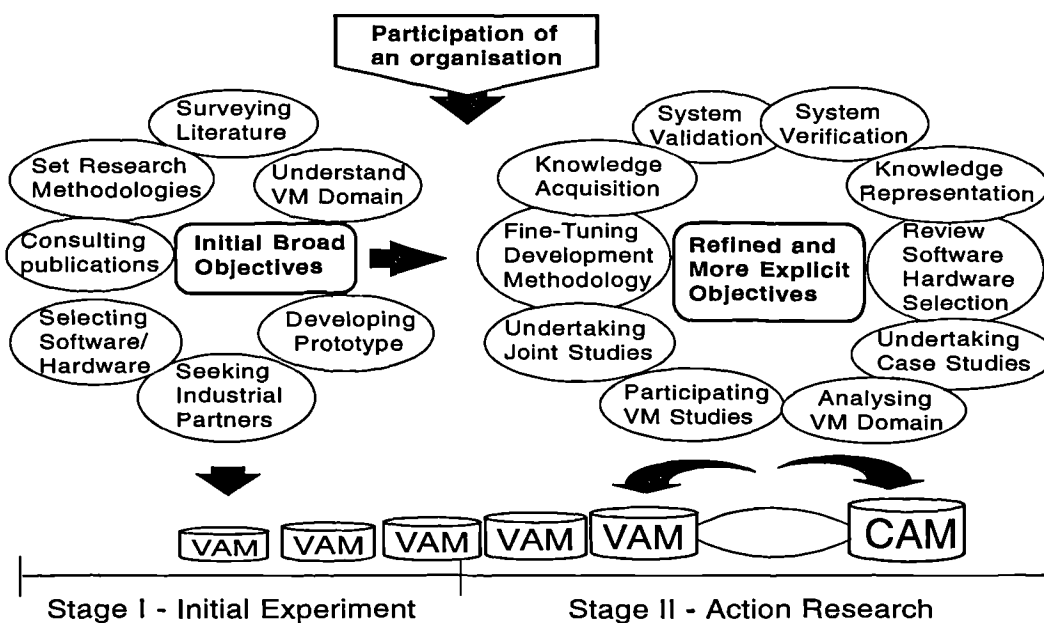 Participation of
an organisation
Surveying
Literature
Set Research
Methodologies
Understand
VM Domain
Consulting
publications
Initial Broad
Objectives
Selecting
Software/
Hardware
Developing
Prototype
Seeking
Industrial
Partners
System
Validation
System
Verification
Knowledge
Acquisition
Knowledge
Representation
Fine-Tuning
Development
Methodology
Refined and
More Explicit
Objectives
Review
Software
Hardware
Selection
Undertaking
Joint Studies
Undertaking
Case Studies
Participating
VM Studies
Analysing
VM Domain
VAM
VAM
VAM
VAM
VAM
CAM
Stage I - Initial Experiment
Stage II - Action Research